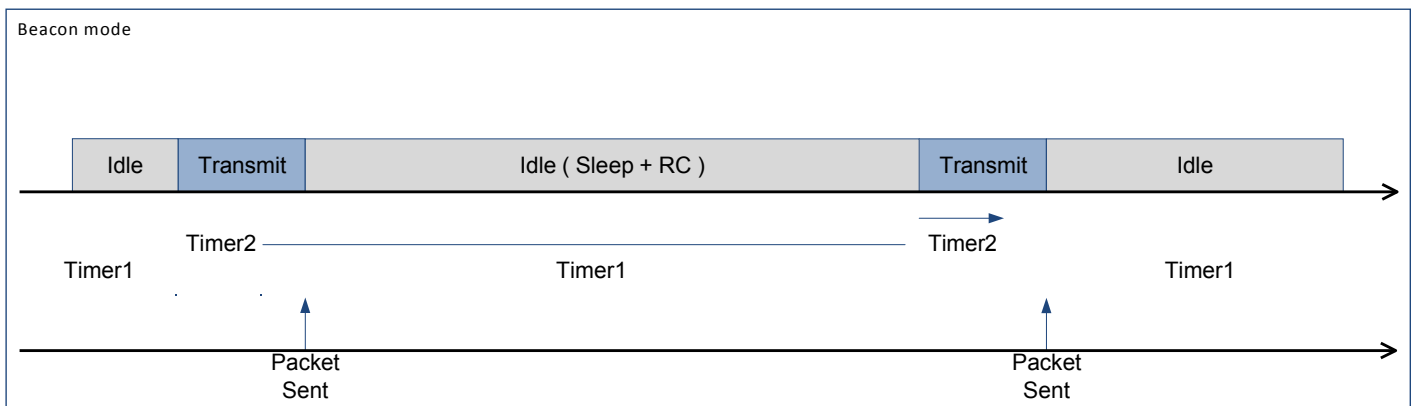 Beacon mode
Idle Transmit Idle ( Sleep + RC ) Transmit Idle
Timer2 Timer2
Timer1 Timer1 Timer1
Packet Packet
Sent Sent